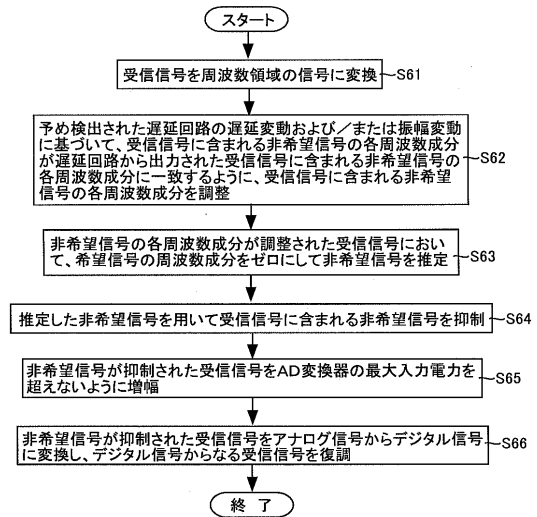 スタート
受信信号を周波数領域の信号に変換
S61
予め検出された遅延回路の遅延変動および／または振幅変動
に基づいて、受信信号に含まれる非希望信号の各周波数成分
が遅延回路から出力された受信信号に含まれる非希望信号の
各周波数成分に一致するように、受信信号に含まれる非希望
信号の各周波数成分を調整
S62
非希望信号の各周波数成分が調整された受信信号におい
て、希望信号の周波数成分をゼロにして非希望信号を推定
S63
推定した非希望信号を用いて受信信号に含まれる非希望信号を抑制
S64
非希望信号が抑制された受信信号をAD変換器の最大入力電力を
超えないように増幅
S65
非希望信号が抑制された受信信号をアナログ信号からデジタル信号
に変換し、デジタル信号からなる受信信号を復調
S66
終了